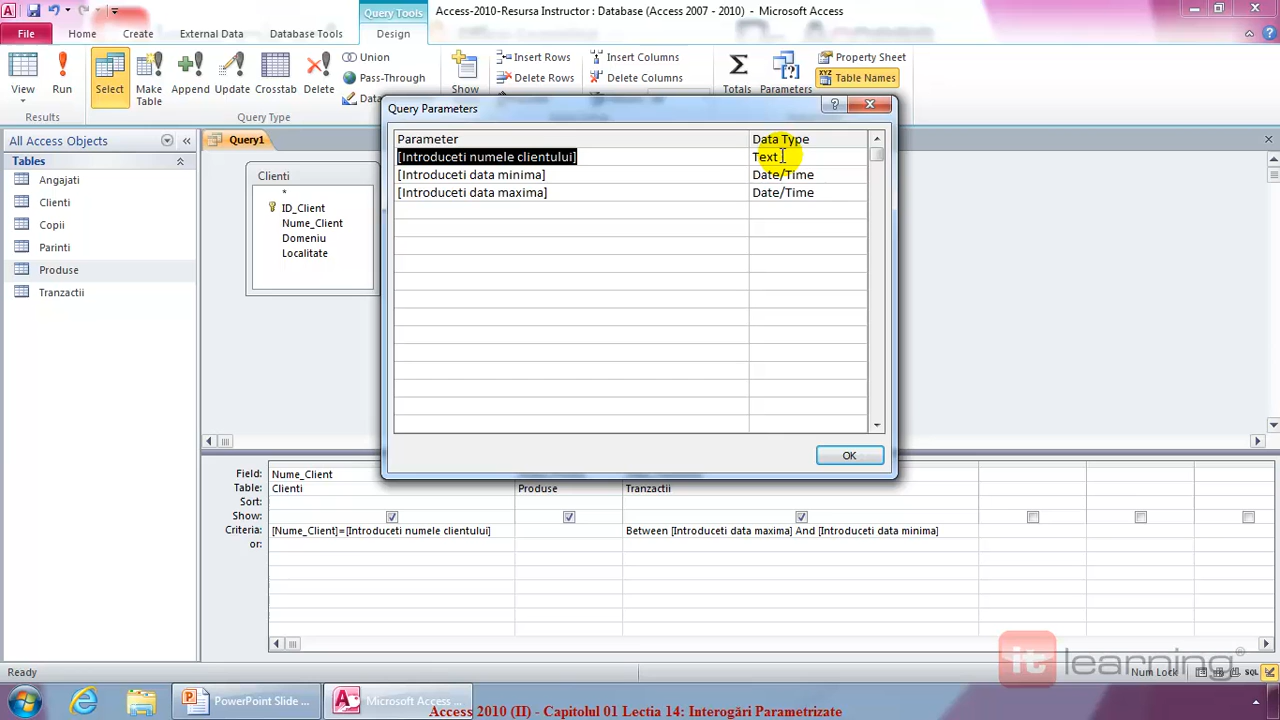 Query Tools
Access-2010-Resursa Instructor : Database (Access 2007 - 2010) - Microsoft Access
File
Home
Create
External Data
Database Tools
Design
View
Run
Select
Make Table
Append
Update
Crosstab
Delete
Union
Pass-Through
Show
Insert Rows
Delete Rows
Insert Columns
Delete Columns
Totals
Parameters
Property Sheet
Table Names
Results
Query Type
All Access Objects
Tables
Angajati
Clienti
Copii
Parinti
Produse
Tranzactii
Query1
Clienti
*
ID_Client
Nume_Client
Domeniu
Localitate
Query Parameters
Parameter Data Type
[Introduceti numele clientului] Text
[Introduceti data minima] Date/Time
[Introduceti data maxima] Date/Time
OK
Field: Nume_Client
Table: Clienti Produse Tranzactii
Sort:
Show:
Criteria: [Nume_Client]=[Introduceti numele clientului] Between [Introduceti data maxima] And [Introduceti data minima]
or:
it learning®
Ready
Num Lock
SQL
PowerPoint Slide ...
Microsoft Access ...
Access 2010 (II) - Capitolul 01 Lectia 14: Interogări Parametrizate